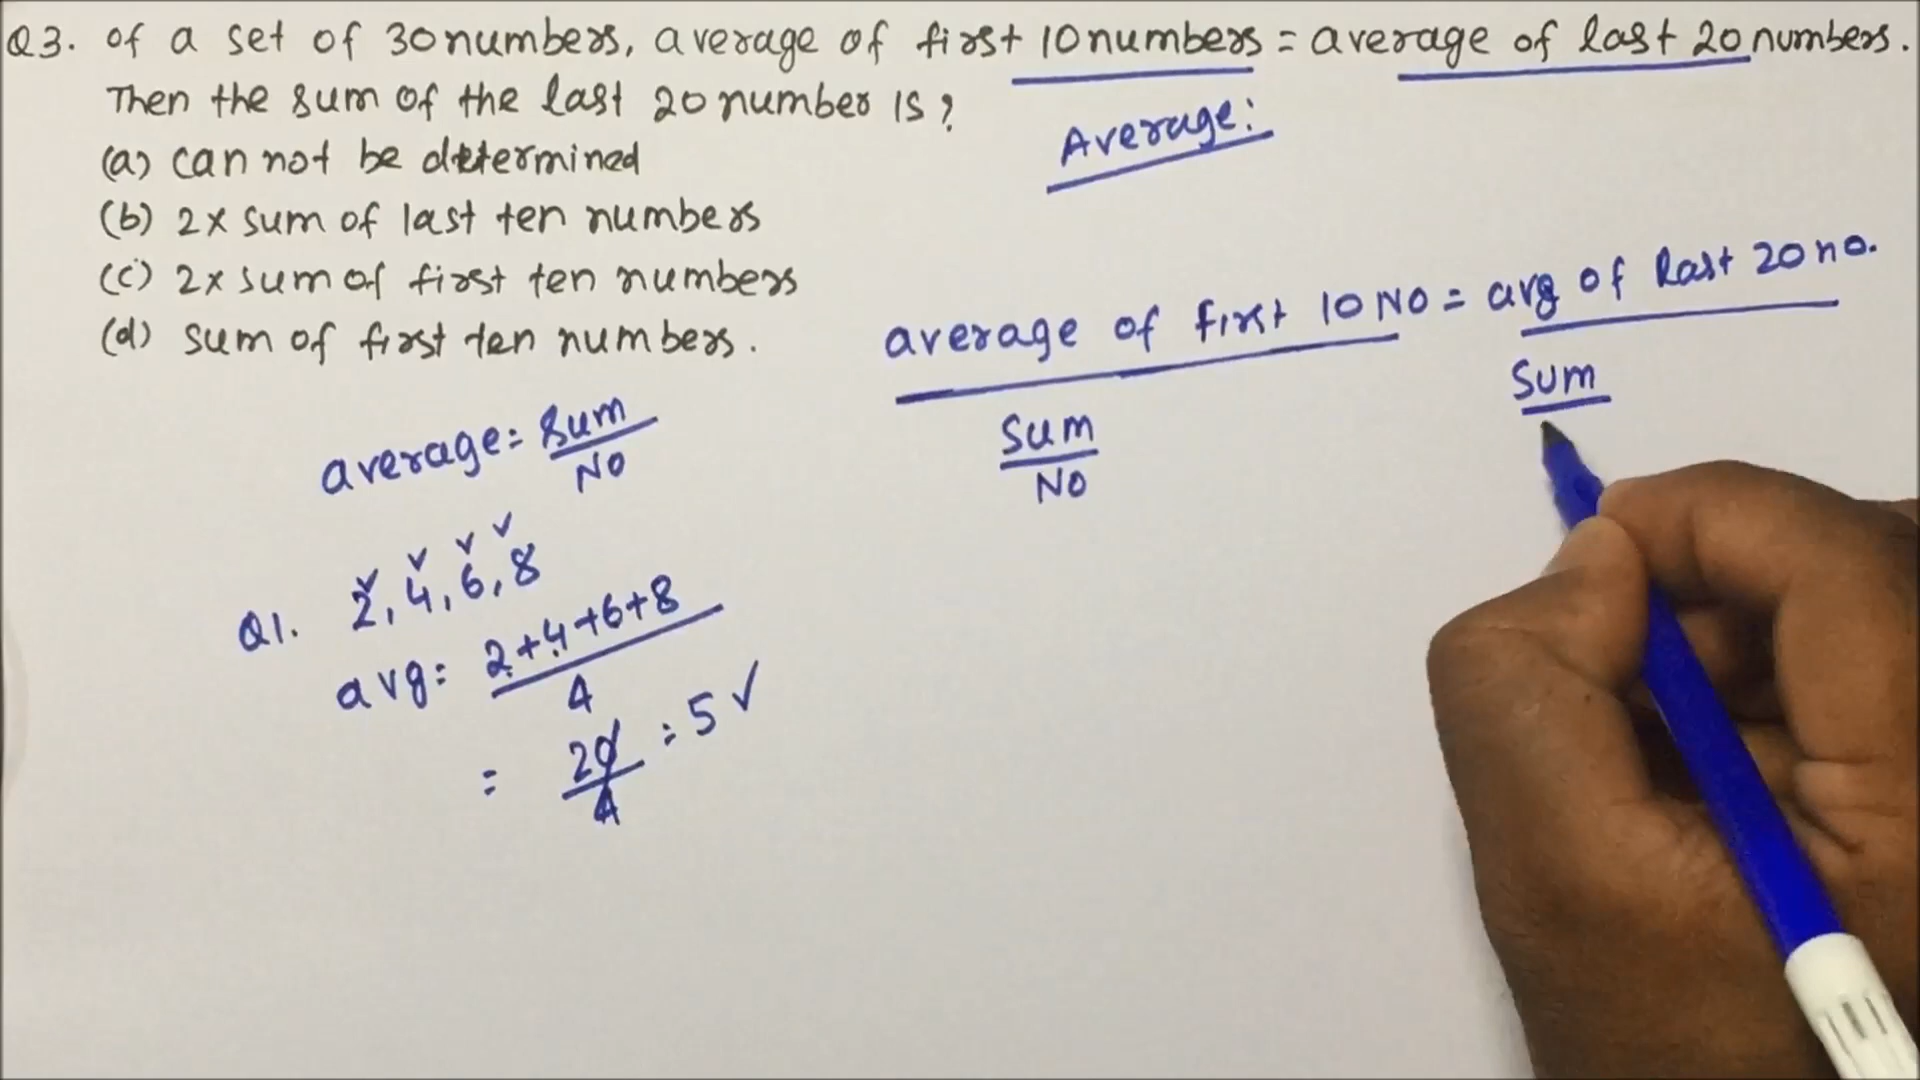 Q3. of a set of 30 numbers, average of first 10 numbers = average of last 20 numbers.
Then the sum of the last 20 number is?
(a) can not be determined
(b) 2x sum of last ten numbers
(c) 2x sum of first ten numbers
(d) sum of first ten numbers.
Average:
average of first 10 NO = avg of last 20 no.
Sum
NO
Sum
average = sum
NO
Q1. 2, 4, 6, 8
avg = 2+4+6+8
4
= 20 = 5 ✓
4